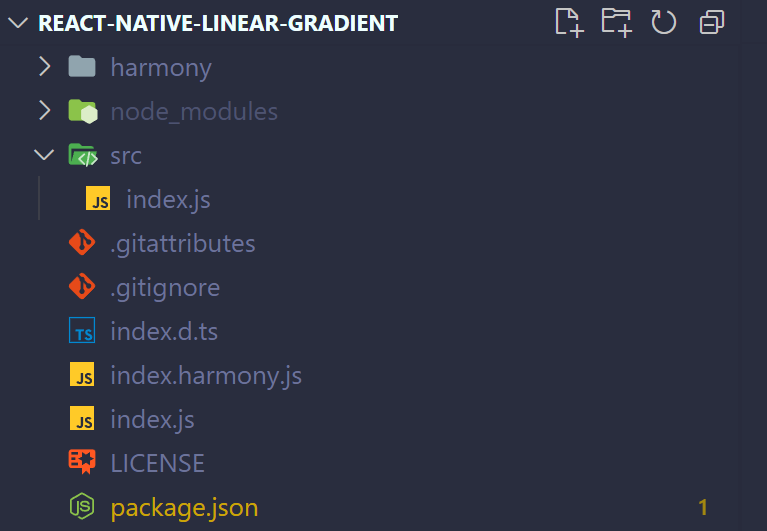 REACT-NATIVE-LINEAR-GRADIENT
harmony
node_modules
src
JS index.js
.gitattributes
.gitignore
TS index.d.ts
JS index.harmony.js
JS index.js
LICENSE
JS package.json 1